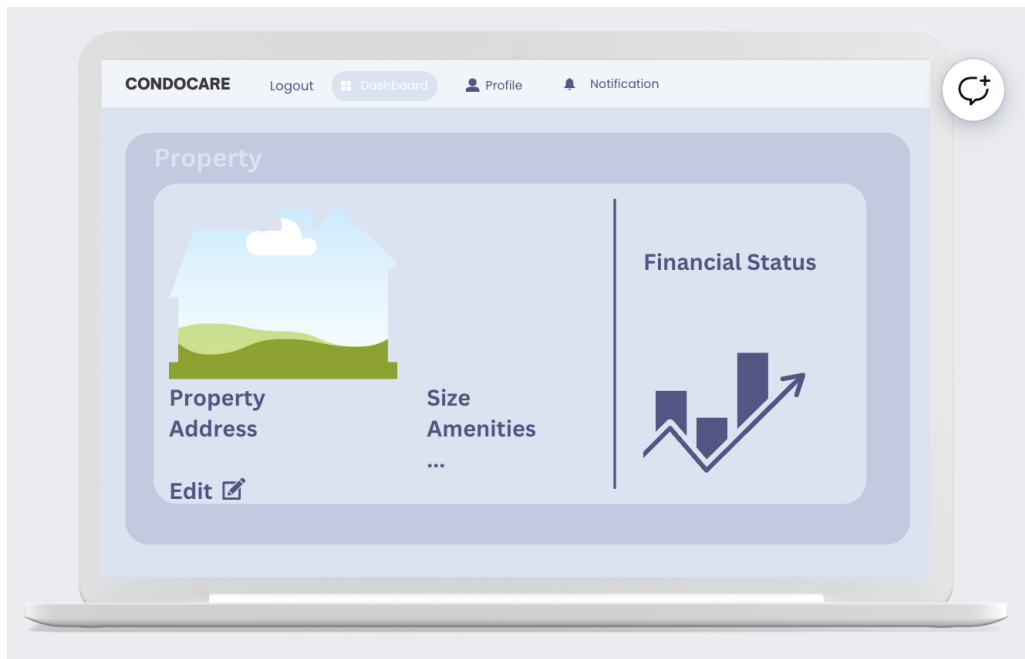 CONDOCARE
Logout
Dashboard
Profile
Notification
Property
Financial Status
Property
Address
Size
Amenities
...
Edit